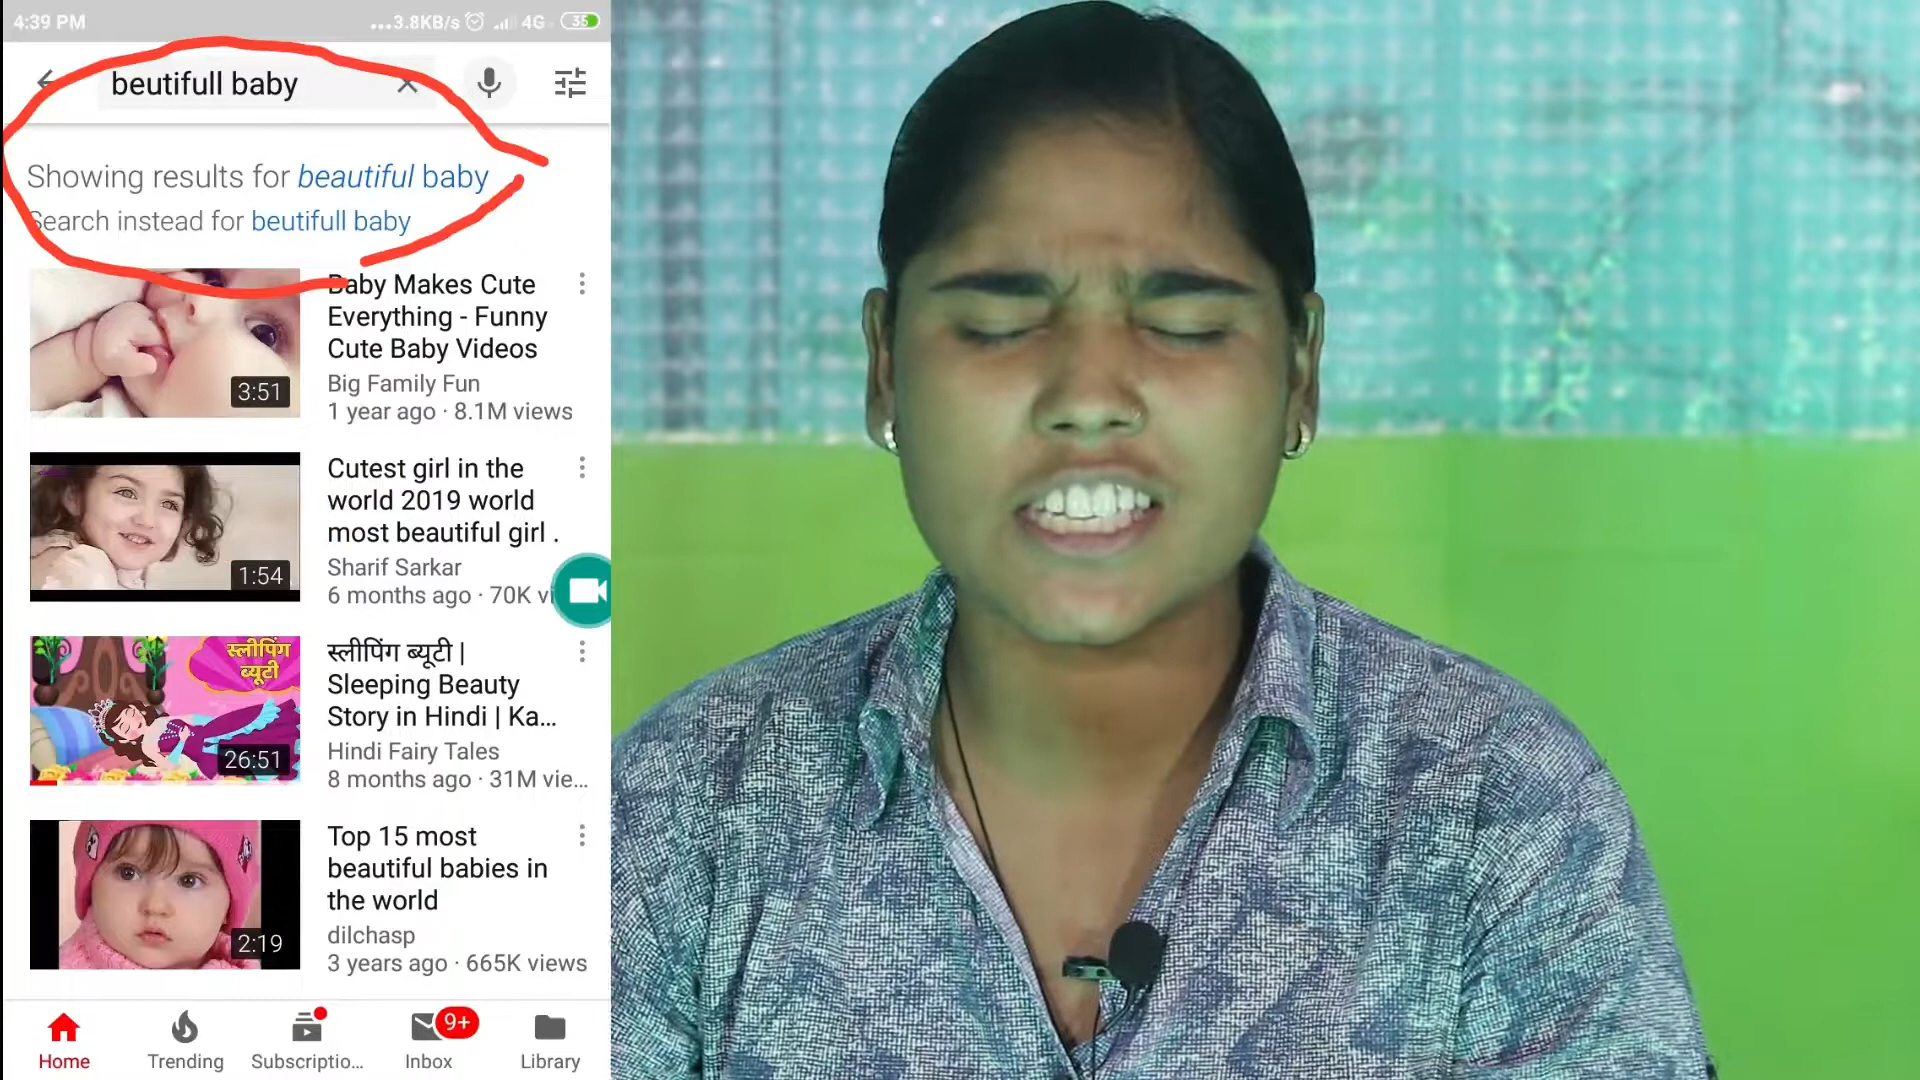 4:39 PM
...3.8KB/s 4G 35
beutifull baby
Showing results for beautiful baby
Search instead for beutifull baby
Baby Makes Cute
Everything - Funny
Cute Baby Videos
Big Family Fun
1 year ago · 8.1M views
3:51
Cutest girl in the
world 2019 world
most beautiful girl .
Sharif Sarkar
6 months ago · 70K vi
1:54
स्लीपिंग
ब्यूटी
26:51
स्लीपिंग ब्यूटी |
Sleeping Beauty
Story in Hindi | Ka...
Hindi Fairy Tales
8 months ago · 31M vie...
Top 15 most
beautiful babies in
the world
dilchasp
3 years ago · 665K views
2:19
9+
Home Trending Subscriptio... Inbox Library